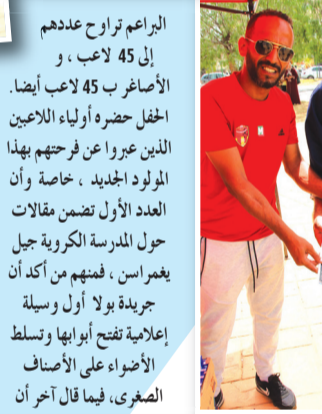 البراعم تراوح عددهم
إلى 45 لاعب ، و
الأصاغر ب 45 لاعب أيضا.
الحفل حضره أولياء اللاعبين
الذين عبروا عن فرحتهم بهذا
المولود الجديد ، خاصة وأن
العدد الأول تضمن مقالات
حول المدرسة الكروية جيل
يغمراسن ، فمنهم من أكد أن
جريدة بولا أول وسيلة
إعلامية تفتح أبوابها وتسلط
الأضواء على الأصناف
الصغرى، فيما قال آخر أن